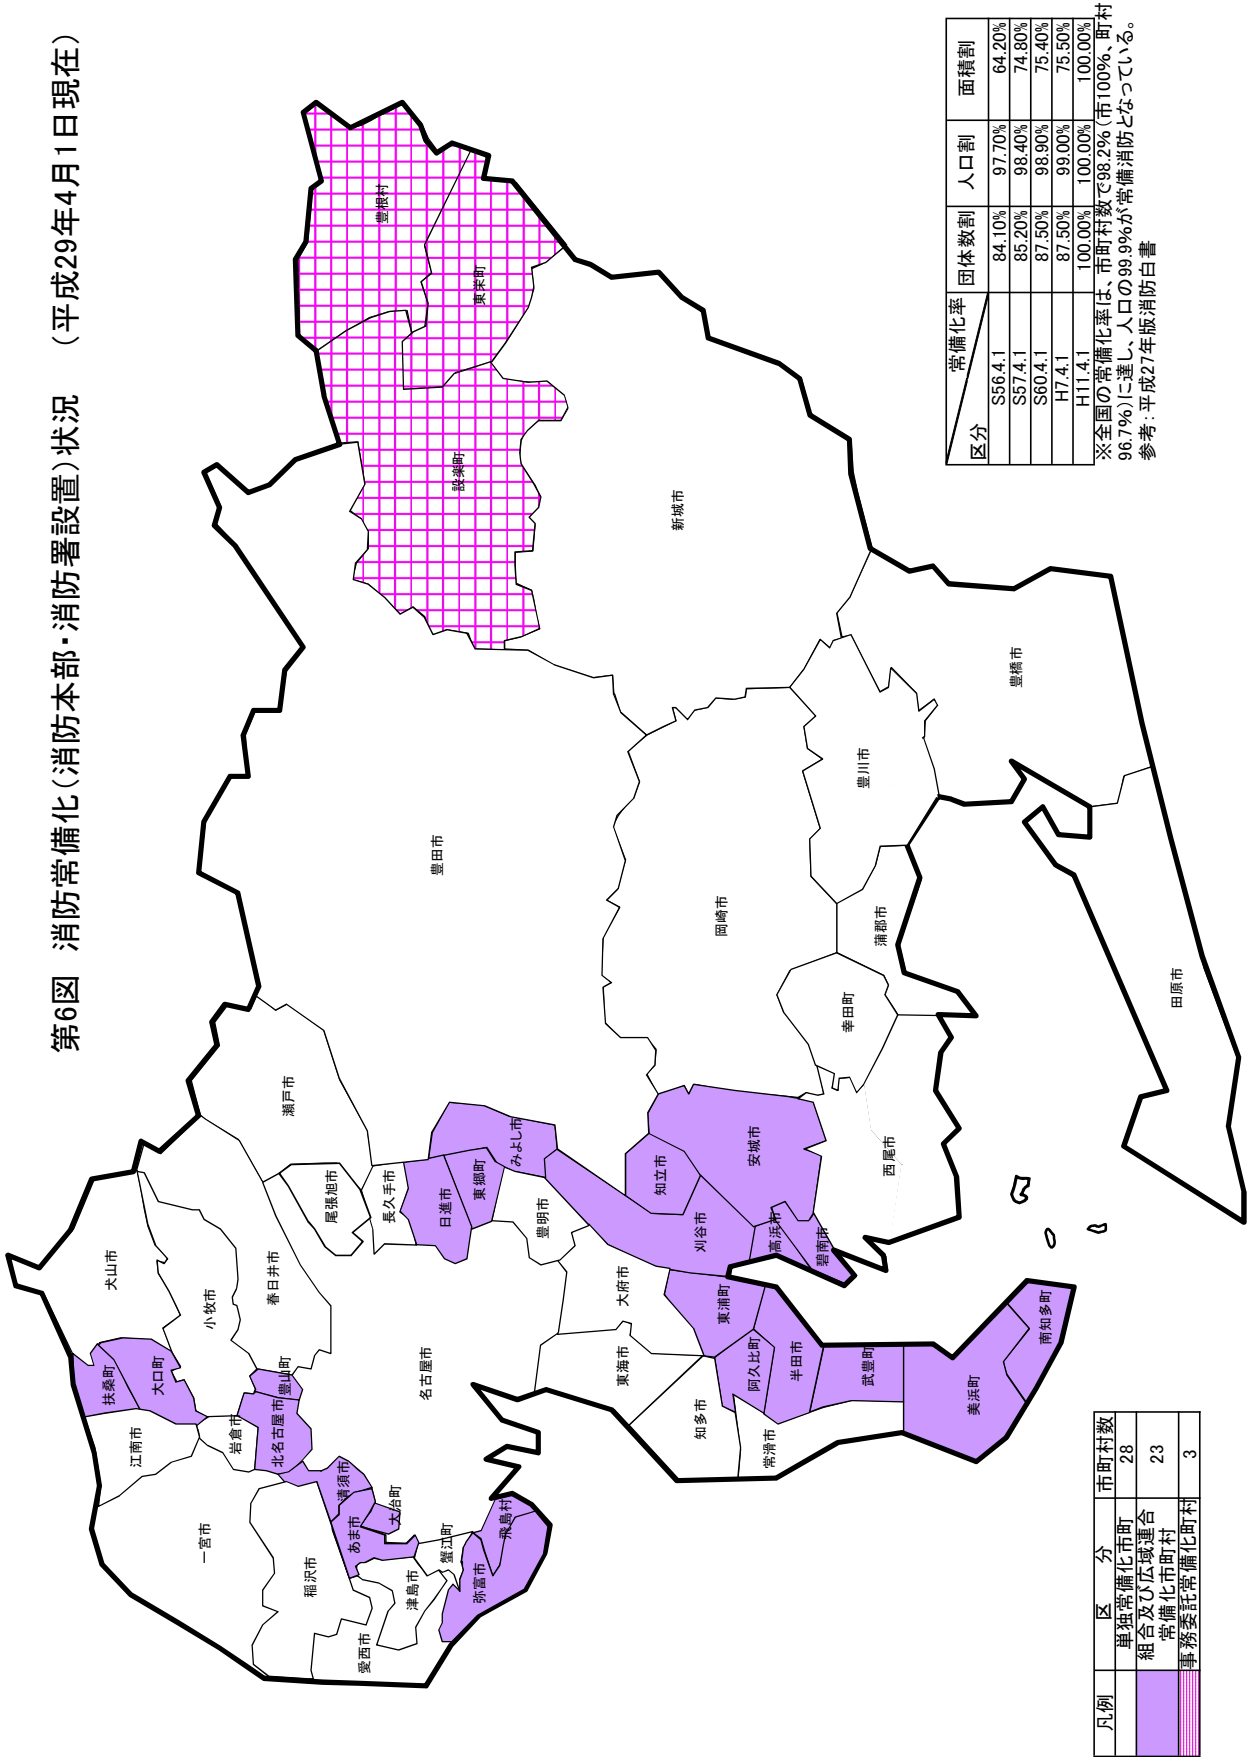 第6図　消防常備化（消防本部・消防署設置）状況　（平成29年4月1日現在）
豊根村
東栄町
設楽町
新城市
豊田市
豊橋市
豊川市
岡崎市
蒲郡市
幸田町
田原市
西尾市
瀬戸市
尾張旭市
長久手市
日進市
東郷町
みよし市
豊明市
知立市
安城市
刈谷市
高浜市
碧南市
犬山市
小牧市
春日井市
扶桑町
大口町
江南市
岩倉市
豊山町
北名古屋市
名古屋市
大府市
東海市
東浦町
阿久比町
半田市
知多市
常滑市
武豊町
美浜町
南知多町
一宮市
稲沢市
清須市
あま市
大治町
蟹江町
津島市
愛西市
弥富市
飛島村
区分　常備化率　団体数割　人口割　面積割
S56.4.1　84.10%　97.70%　64.20%
S57.4.1　85.20%　98.40%　74.80%
S60.4.1　87.50%　98.90%　75.40%
H7.4.1　87.50%　99.00%　75.50%
H11.4.1　100.00%　100.00%　100.00%
※全国の常備化率は、市町村数で98.2%（市100%、町村
96.7%）に達し、人口の99.9%が常備消防となっている。
参考：平成27年版消防白書
凡例　区　分　市町村数
単独常備化市町　28
組合及び広域連合
常備化市町村　23
事務委託常備化町村　3